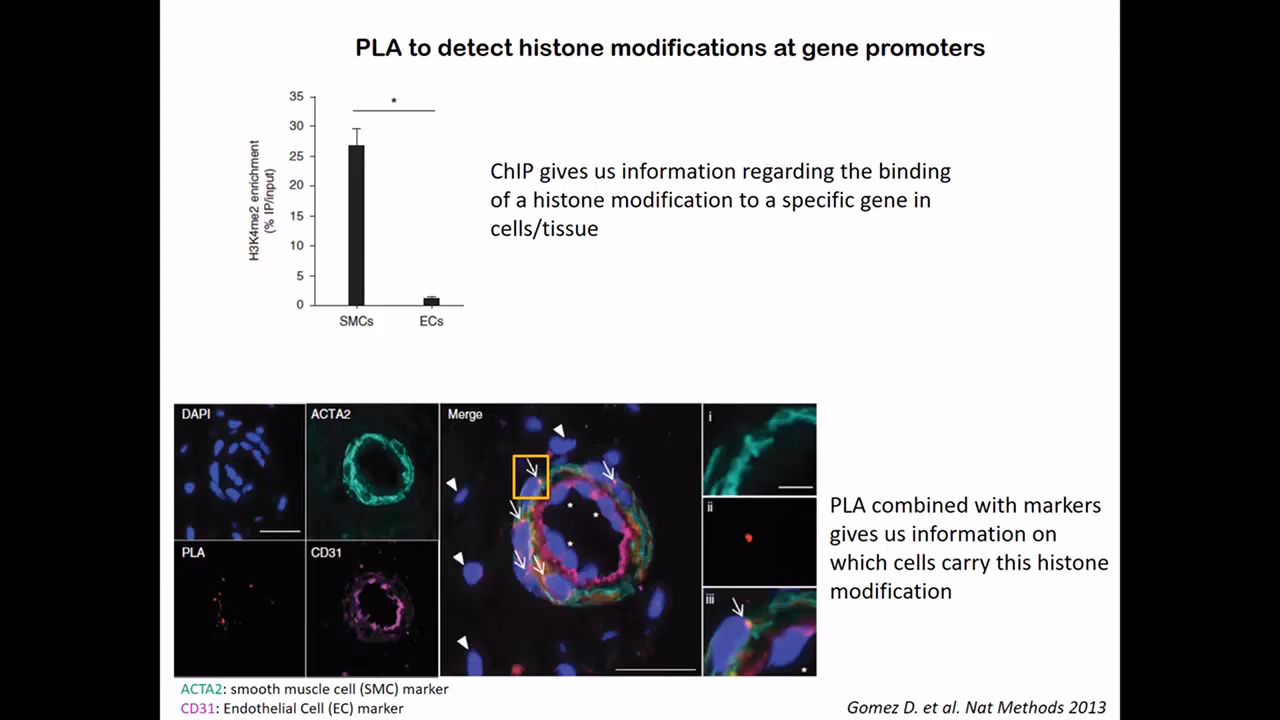 PLA to detect histone modifications at gene promoters
35
30
25
20
15
10
5
0
H3K4me2 enrichment
(% IP/input)
*
SMCs
ECs
ChIP gives us information regarding the binding
of a histone modification to a specific gene in
cells/tissue
DAPI
ACTA2
Merge
i
PLA
CD31
ii
iii
*
*
*
*
PLA combined with markers
gives us information on
which cells carry this histone
modification
ACTA2: smooth muscle cell (SMC) marker
CD31: Endothelial Cell (EC) marker
Gomez D. et al. Nat Methods 2013